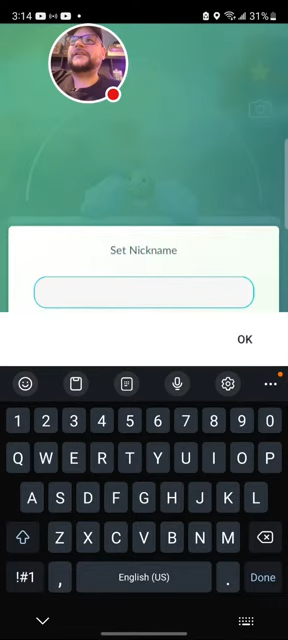 3:14
31%
Set Nickname
OK
1 2 3 4 5 6 7 8 9 0
Q W E R T Y U I O P
A S D F G H J K L
Z X C V B N M
!#1 , English (US) . Done